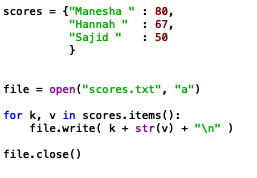 scores = {"Manesha " : 80,
          "Hannah "  : 67,
          "Sajid "   : 50
          }
file = open("scores.txt", "a")
for k, v in scores.items():
    file.write( k + str(v) + "\n" )
file.close()